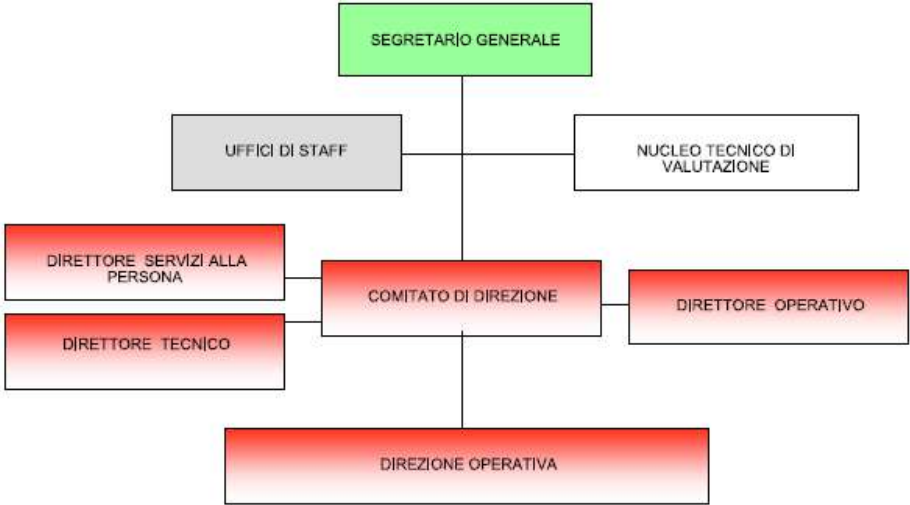 SEGRETARIO GENERALE
UFFICI DI STAFF
NUCLEO TECNICO DI
VALUTAZIONE
DIRETTORE SERVIZI ALLA
PERSONA
COMITATO DI DIREZIONE
DIRETTORE OPERATIVO
DIRETTORE TECNICO
DIREZIONE OPERATIVA